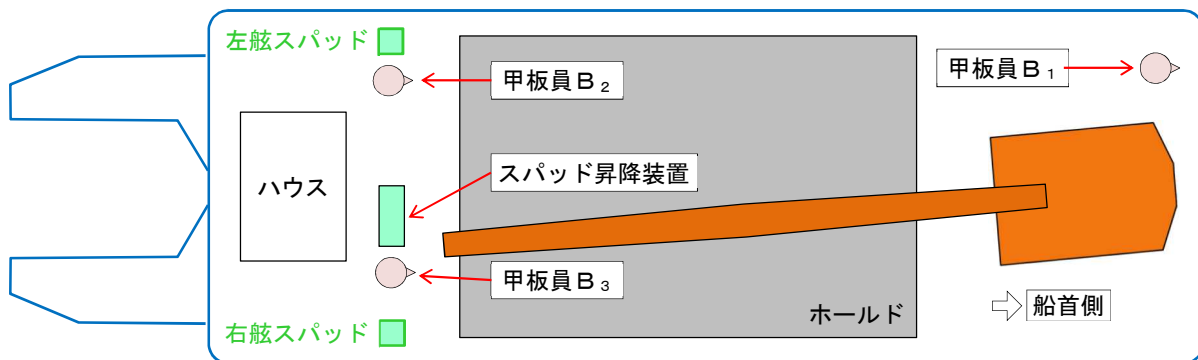 左舷スパッド
甲板員Ｂ₁
甲板員Ｂ₂
スパッド昇降装置
ハウス
甲板員Ｂ₃
船首側
ホールド
右舷スパッド